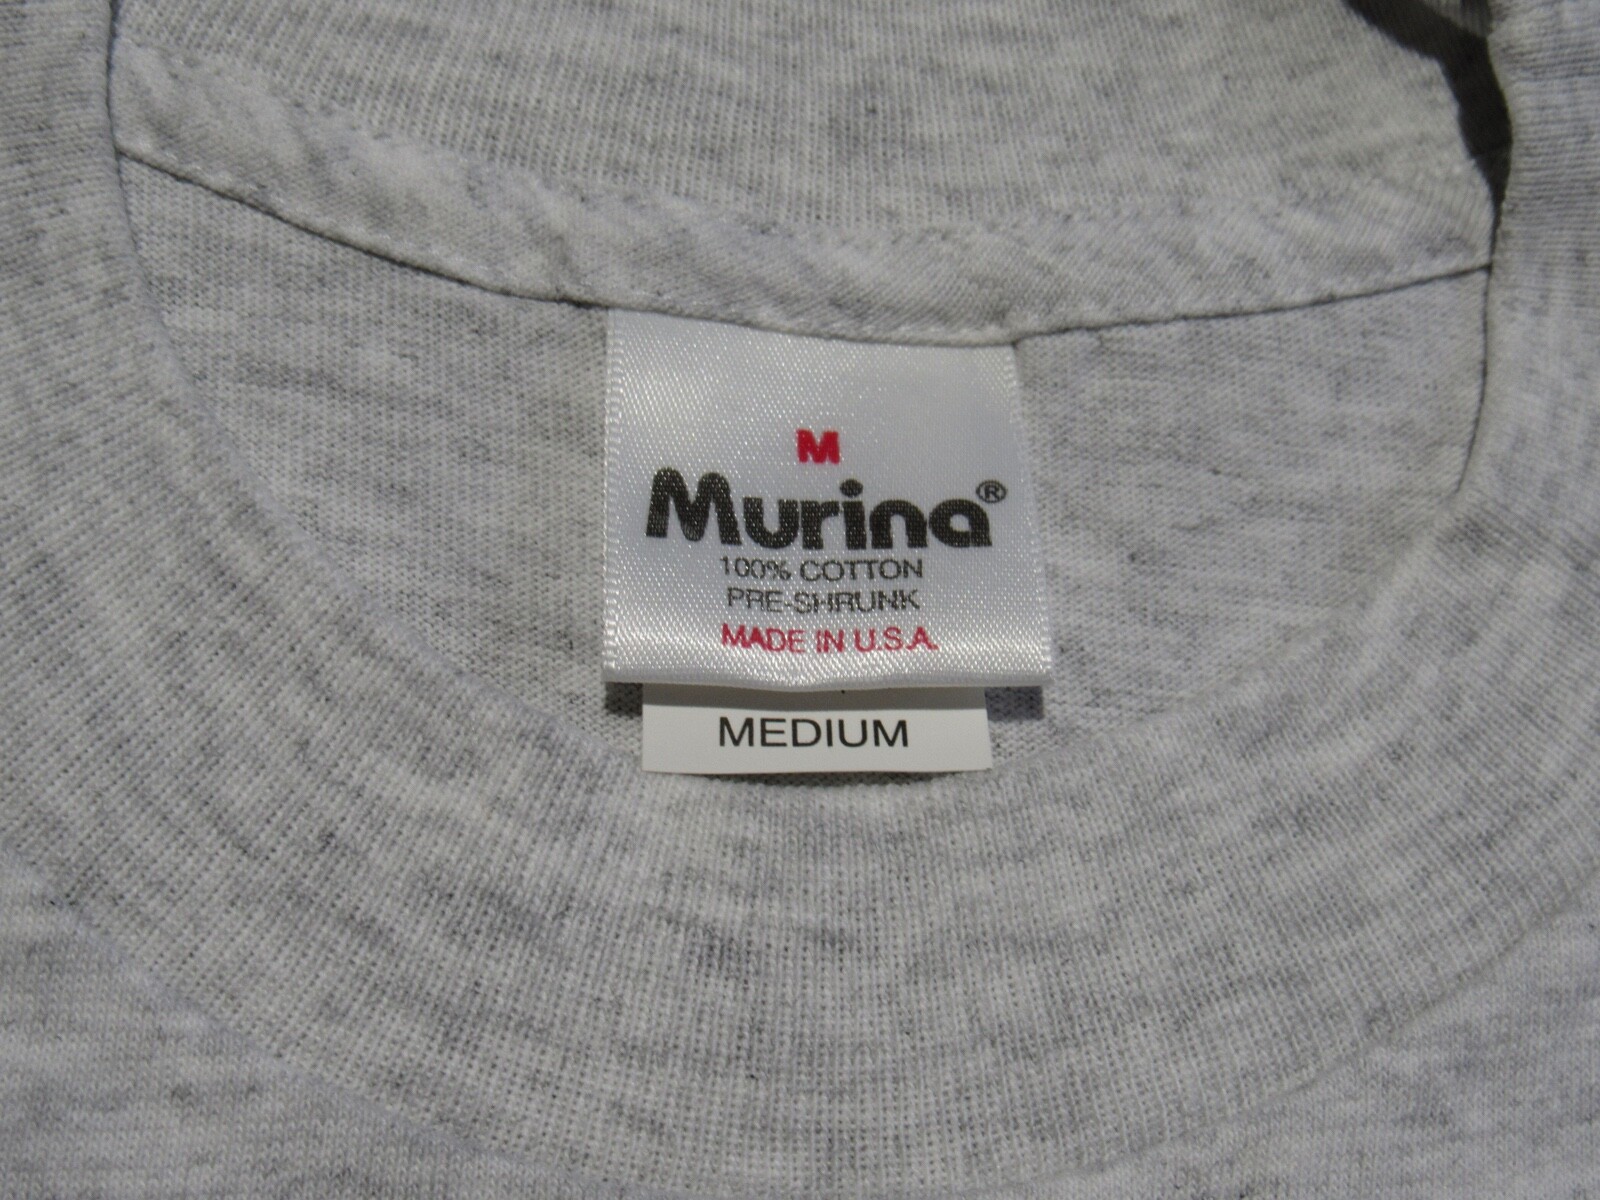 M
Murina®
100% COTTON
PRE-SHRUNK
MADE IN U.S.A.
MEDIUM